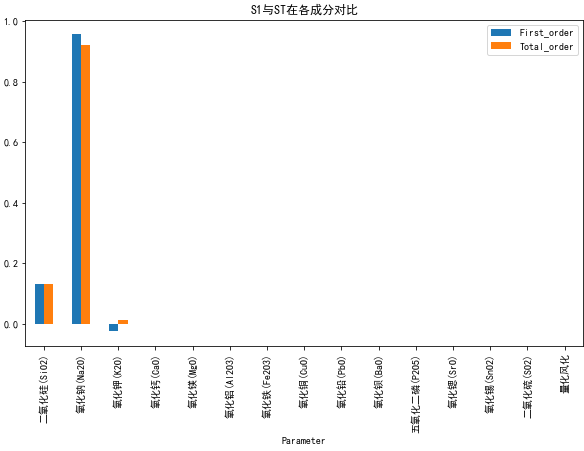 S1与ST在各成分对比
First_order
Total_order
1.0
0.8
0.6
0.4
0.2
0.0
二氧化硅(SiO2)
氧化钠(Na2O)
氧化钾(K2O)
氧化钙(CaO)
氧化镁(MgO)
氧化铝(Al2O3)
氧化铁(Fe2O3)
氧化铜(CuO)
氧化铅(PbO)
氧化钡(BaO)
五氧化二磷(P2O5)
氧化锶(SrO)
氧化锡(SnO2)
二氧化硫(SO2)
量化风化
Parameter